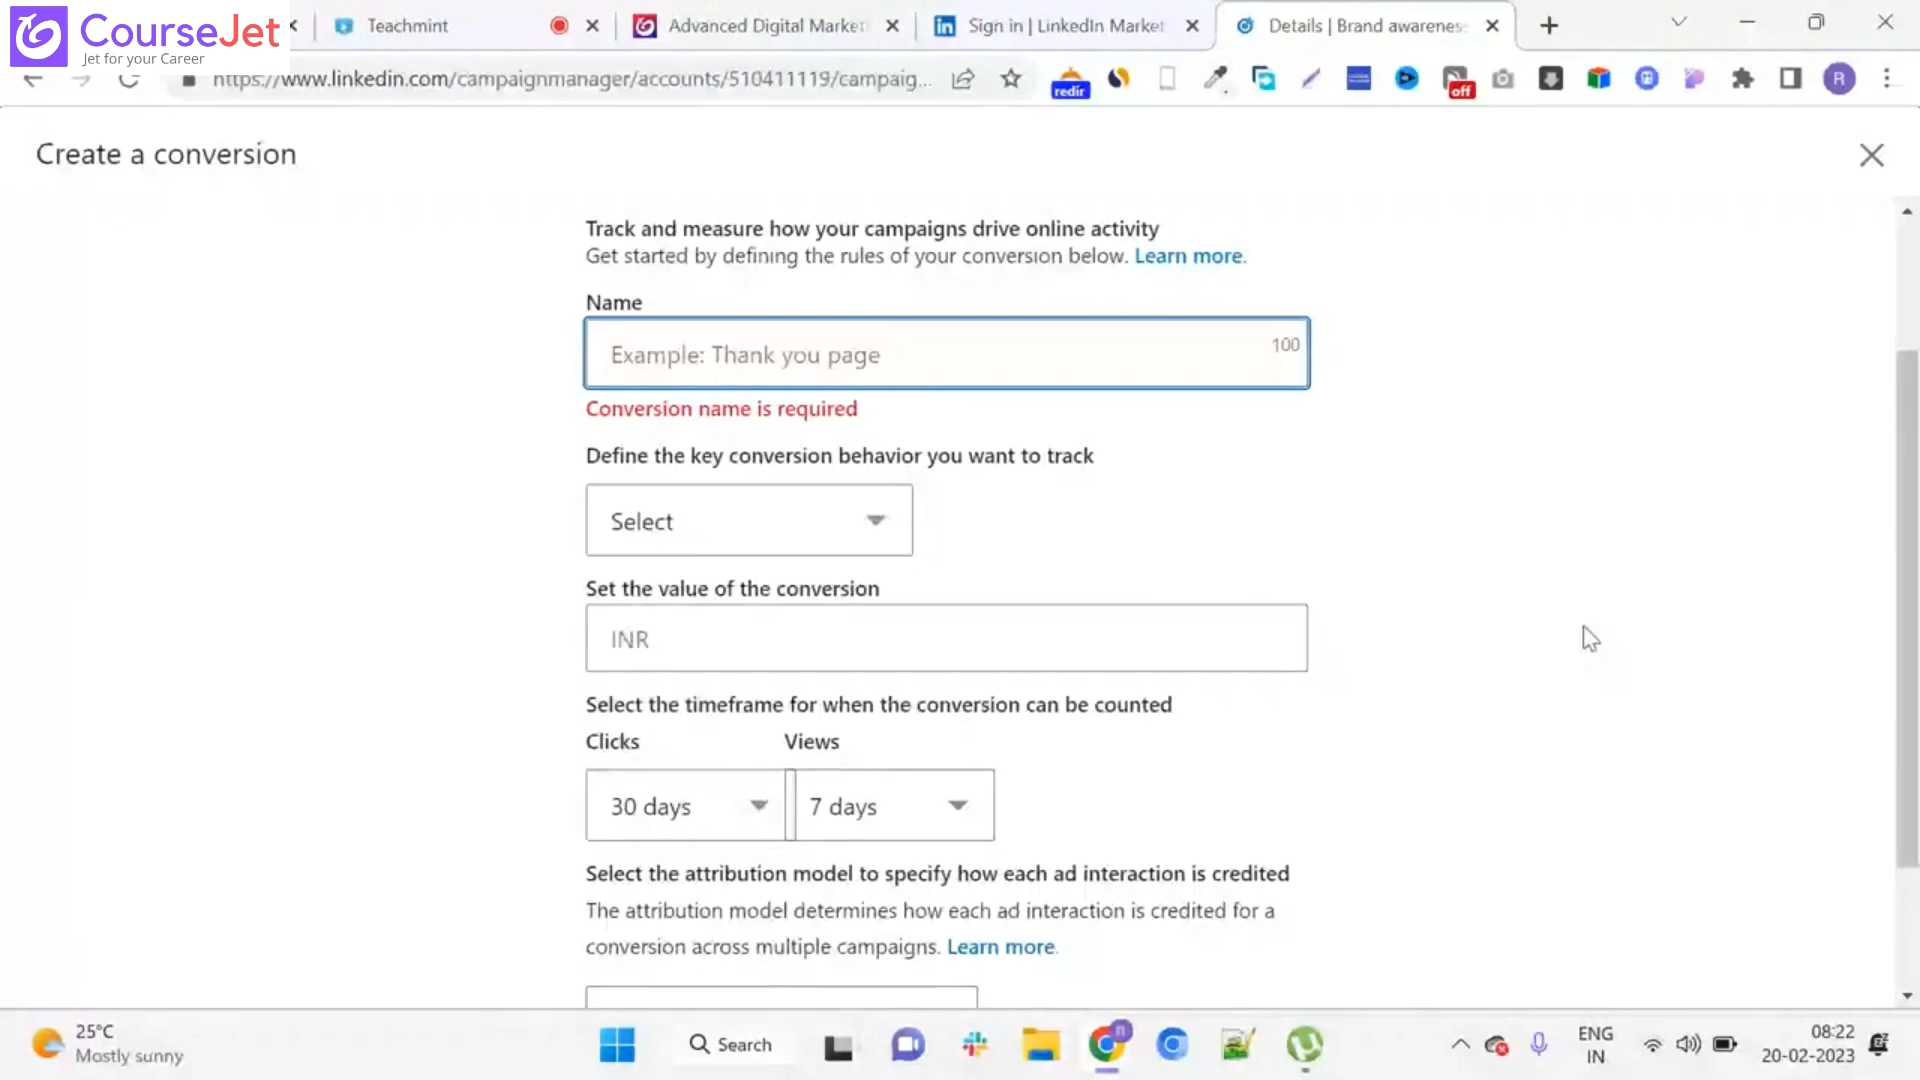 CourseJet
Jet for your Career
Teachmint
Advanced Digital Market
Sign in | LinkedIn Market
Details | Brand awarenes
https://www.linkedin.com/campaignmanager/accounts/510411119/campaig...
redir
off
R
Create a conversion
Track and measure how your campaigns drive online activity
Get started by defining the rules of your conversion below. Learn more.
Name
Example: Thank you page
100
Conversion name is required
Define the key conversion behavior you want to track
Select
Set the value of the conversion
INR
Select the timeframe for when the conversion can be counted
Clicks Views
30 days 7 days
Select the attribution model to specify how each ad interaction is credited
The attribution model determines how each ad interaction is credited for a
conversion across multiple campaigns. Learn more.
25°C
Mostly sunny
Search
n
ENG
IN
08:22
20-02-2023